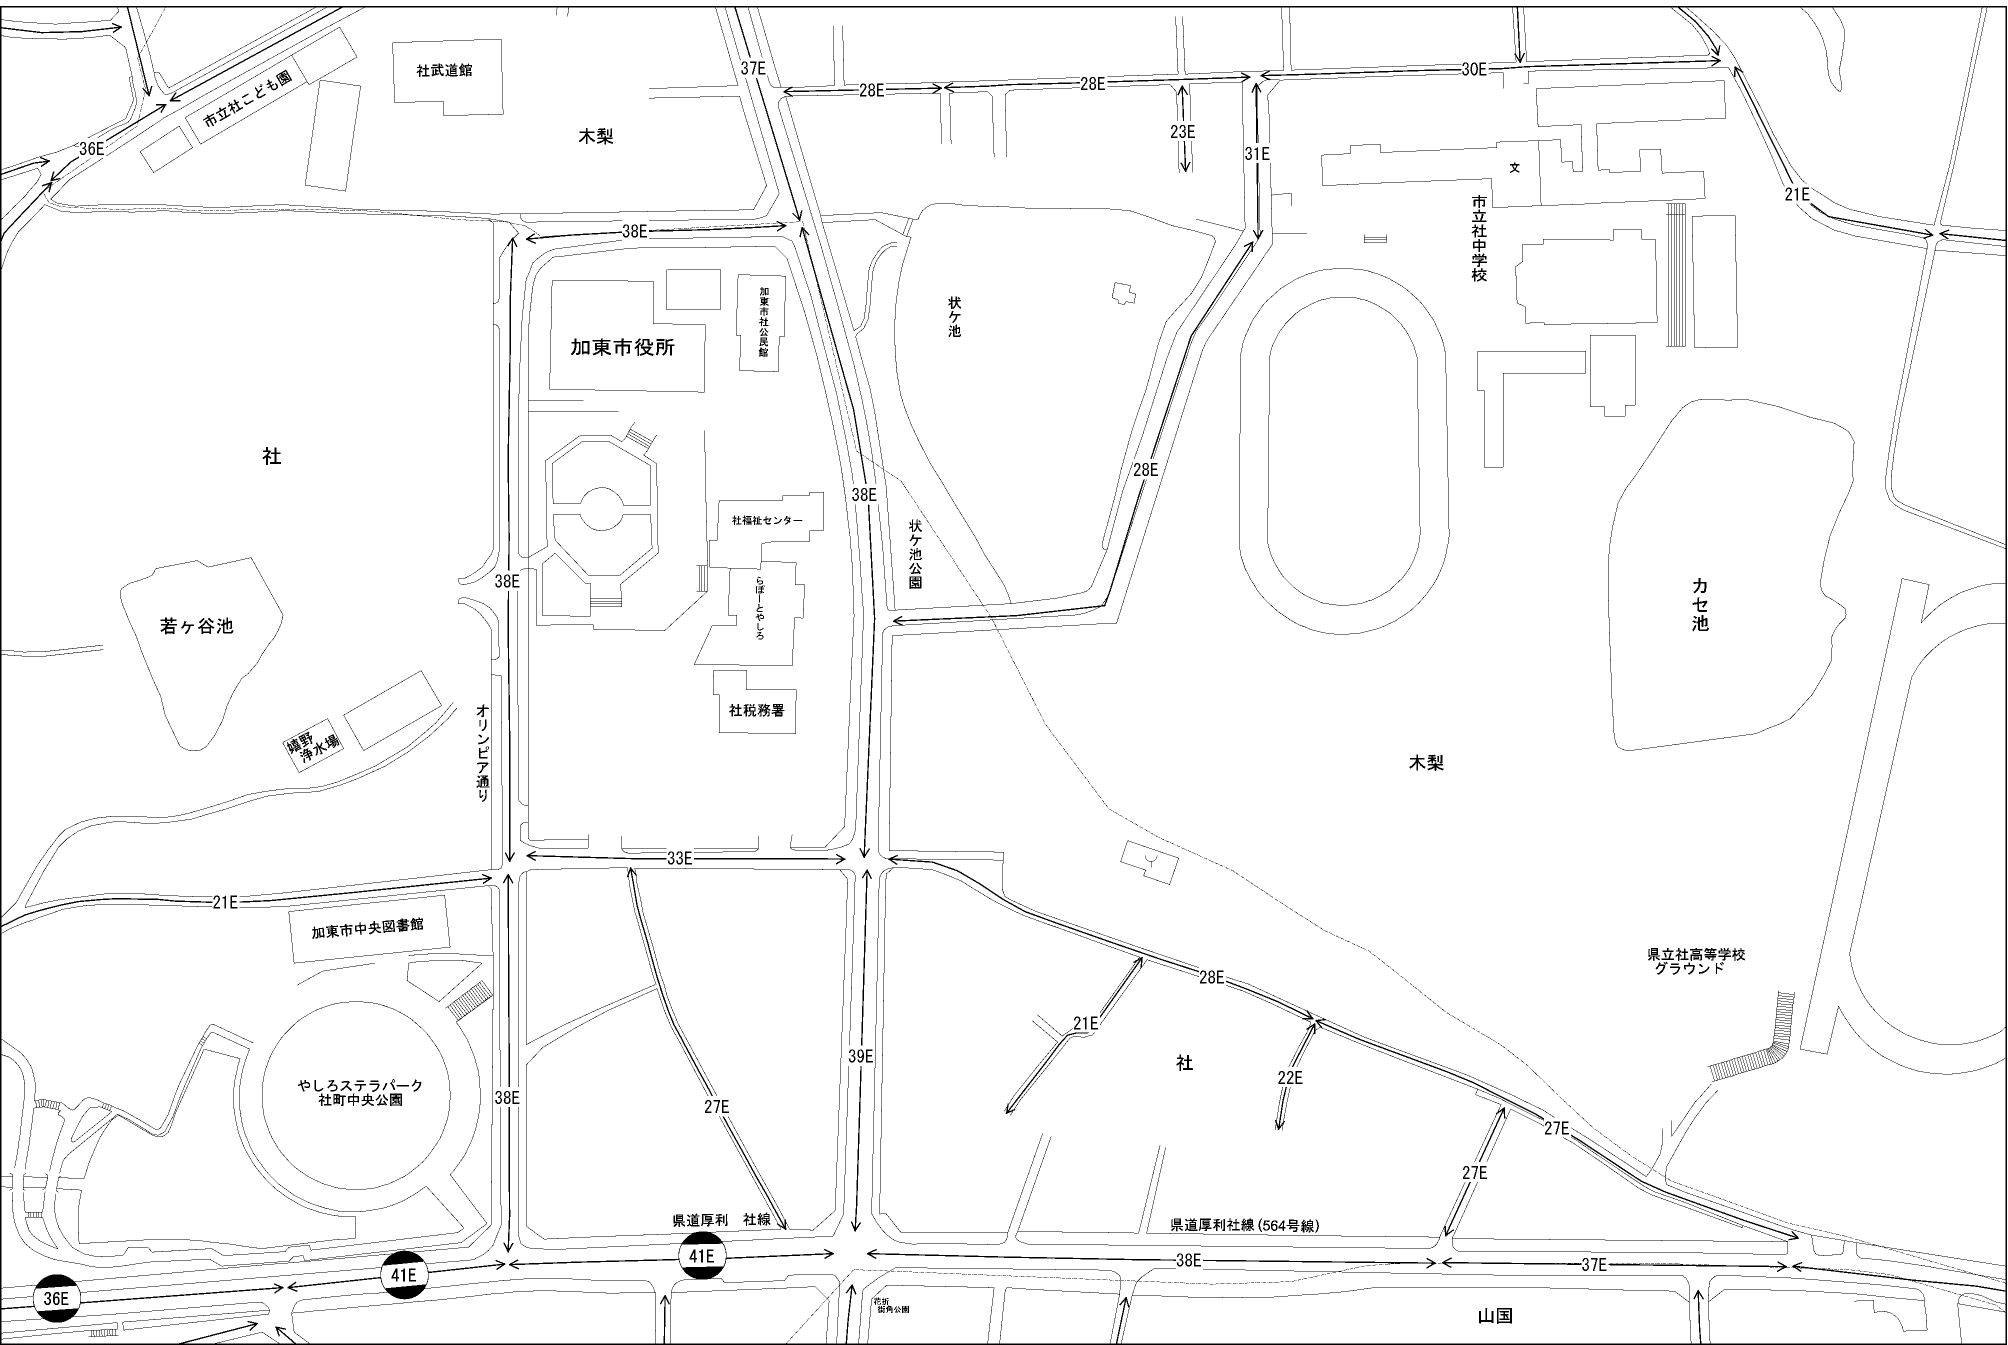 37E
社武道館
市立社こども園
28E
28E
30E
木梨
23E
36E
31E
文
21E
38E
市立社中学校
加東市社公民館
状ケ池
加東市役所
社
28E
38E
社福祉センター
状ケ池公園
38E
らぽーとやしろ
カセ池
若ヶ谷池
社税務署
オリンピア通り
嬉野
浄水場
木梨
33E
21E
加東市中央図書館
県立社高等学校
グラウンド
28E
21E
39E
社
22E
やしろステラパーク
社町中央公園
38E
27E
27E
27E
県道厚利 社線
県道厚利社線(564号線)
41E
38E
37E
41E
36E
花折
街角公園
山国